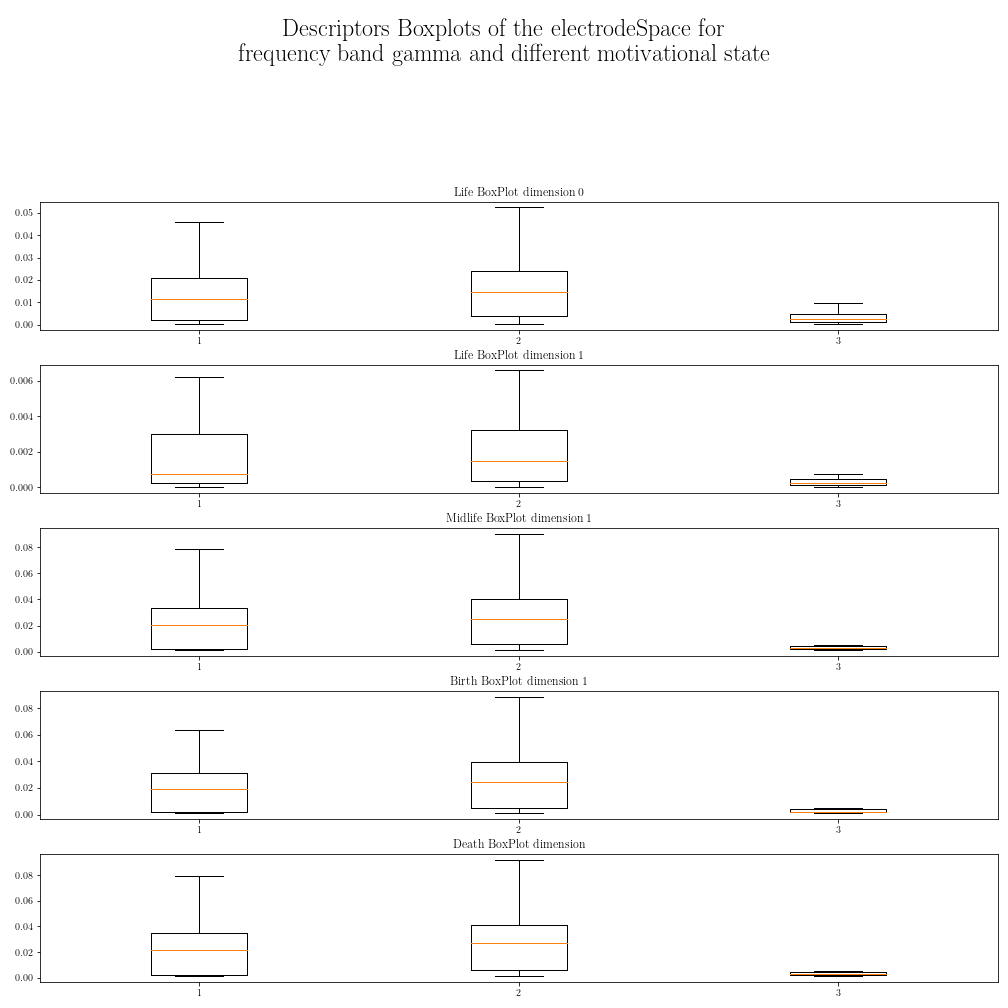 Descriptors Boxplots of the electrodeSpace for
frequency band gamma and different motivational state
Life BoxPlot dimension 0
0.05
0.04
0.03
0.02
0.01
0.00
1 2 3
Life BoxPlot dimension 1
0.006
0.004
0.002
0.000
1 2 3
Midlife BoxPlot dimension 1
0.08
0.06
0.04
0.02
0.00
1 2 3
Birth BoxPlot dimension 1
0.08
0.06
0.04
0.02
0.00
1 2 3
Death BoxPlot dimension
0.08
0.06
0.04
0.02
0.00
1 2 3